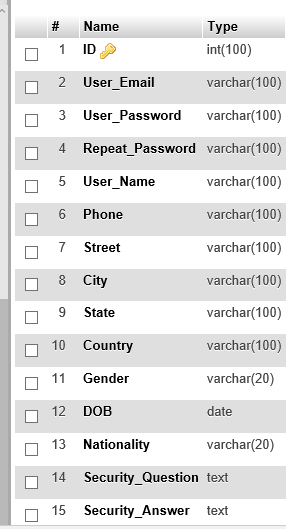 # Name Type
1 ID int(100)
2 User_Email varchar(100)
3 User_Password varchar(100)
4 Repeat_Password varchar(100)
5 User_Name varchar(100)
6 Phone varchar(100)
7 Street varchar(100)
8 City varchar(100)
9 State varchar(100)
10 Country varchar(100)
11 Gender varchar(20)
12 DOB date
13 Nationality varchar(20)
14 Security_Question text
15 Security_Answer text